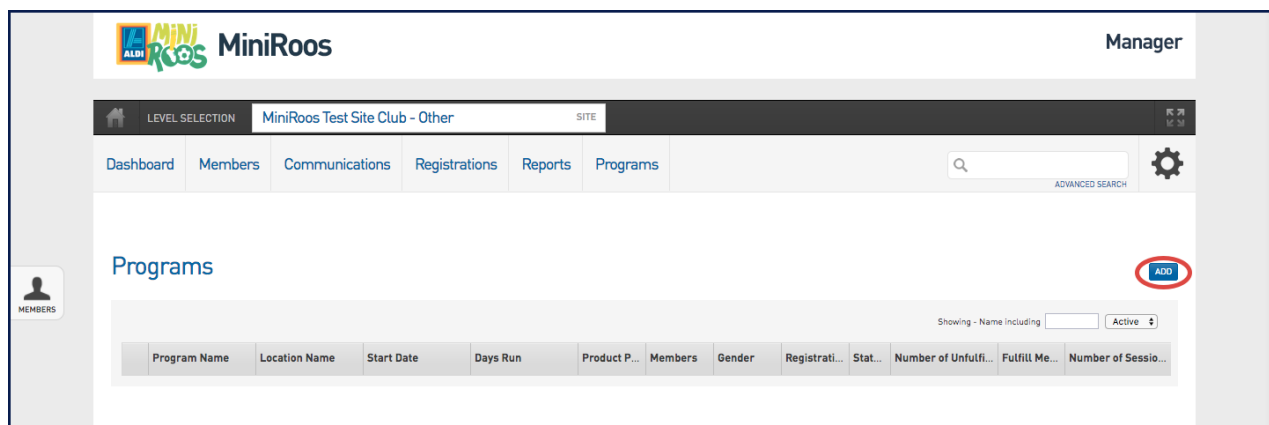 ALDI MiNi ROOS MiniRoos Manager
LEVEL SELECTION MiniRoos Test Site Club - Other SITE
Dashboard Members Communications Registrations Reports Programs
ADVANCED SEARCH
Programs ADD
MEMBERS
Showing - Name including Active
Program Name Location Name Start Date Days Run Product P... Members Gender Registrati... Stat... Number of Unfulfi... Fulfill Me... Number of Sessio...